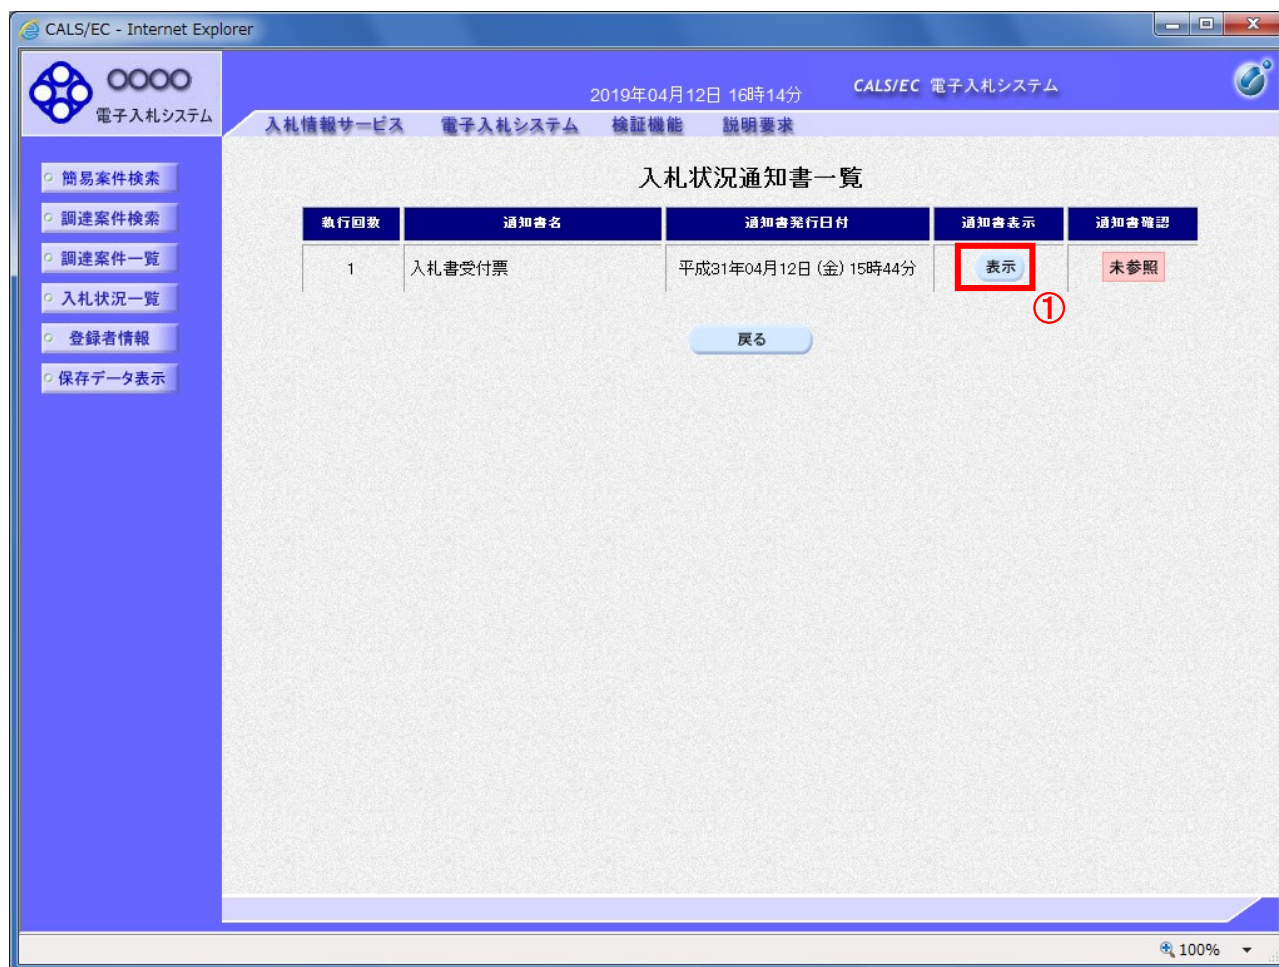 CALS/EC - Internet Explorer
〇〇〇〇
電子入札システム
2019年04月12日 16時14分
CALS/EC 電子入札システム
入札情報サービス 電子入札システム 検証機能 説明要求
簡易案件検索
調達案件検索
調達案件一覧
入札状況一覧
登録者情報
保存データ表示
入札状況通知書一覧
執行回数 通知書名 通知書発行日付 通知書表示 通知書確認
1 入札書受付票 平成31年04月12日 (金) 15時44分 表示 未参照
①
戻る
100%